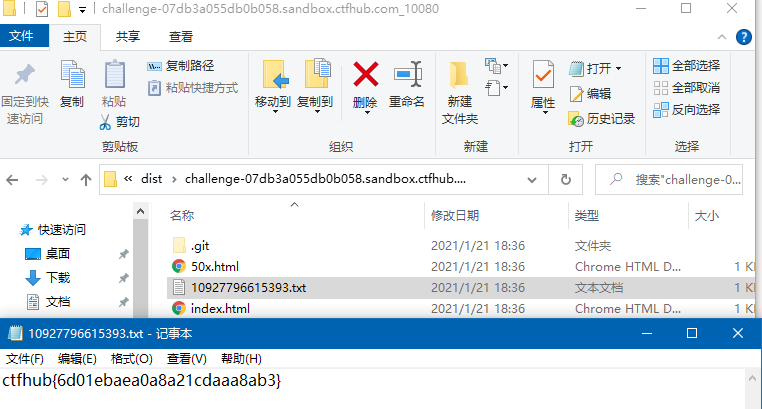 challenge-07db3a055db0b058.sandbox.ctfhub.com_10080
文件 主页 共享 查看
固定到快速访问
复制
粘贴
复制路径
粘贴快捷方式
剪切
移动到 复制到 删除 重命名
新建文件夹
属性
打开
编辑
历史记录
全部选择
全部取消
反向选择
剪贴板 组织 新建 打开 选择
« dist › challenge-07db3a055db0b058.sandbox.ctfhub....
搜索"challenge-0...
快速访问
桌面
下载
文档
名称 修改日期 类型 大小
.git 2021/1/21 18:36 文件夹
50x.html 2021/1/21 18:36 Chrome HTML D... 1 K
10927796615393.txt 2021/1/21 18:36 文本文档 1 K
index.html 2021/1/21 18:36 Chrome HTML D... 1 K
10927796615393.txt - 记事本
文件(F) 编辑(E) 格式(O) 查看(V) 帮助(H)
ctfhub{6d01ebaea0a8a21cdaaa8ab3}